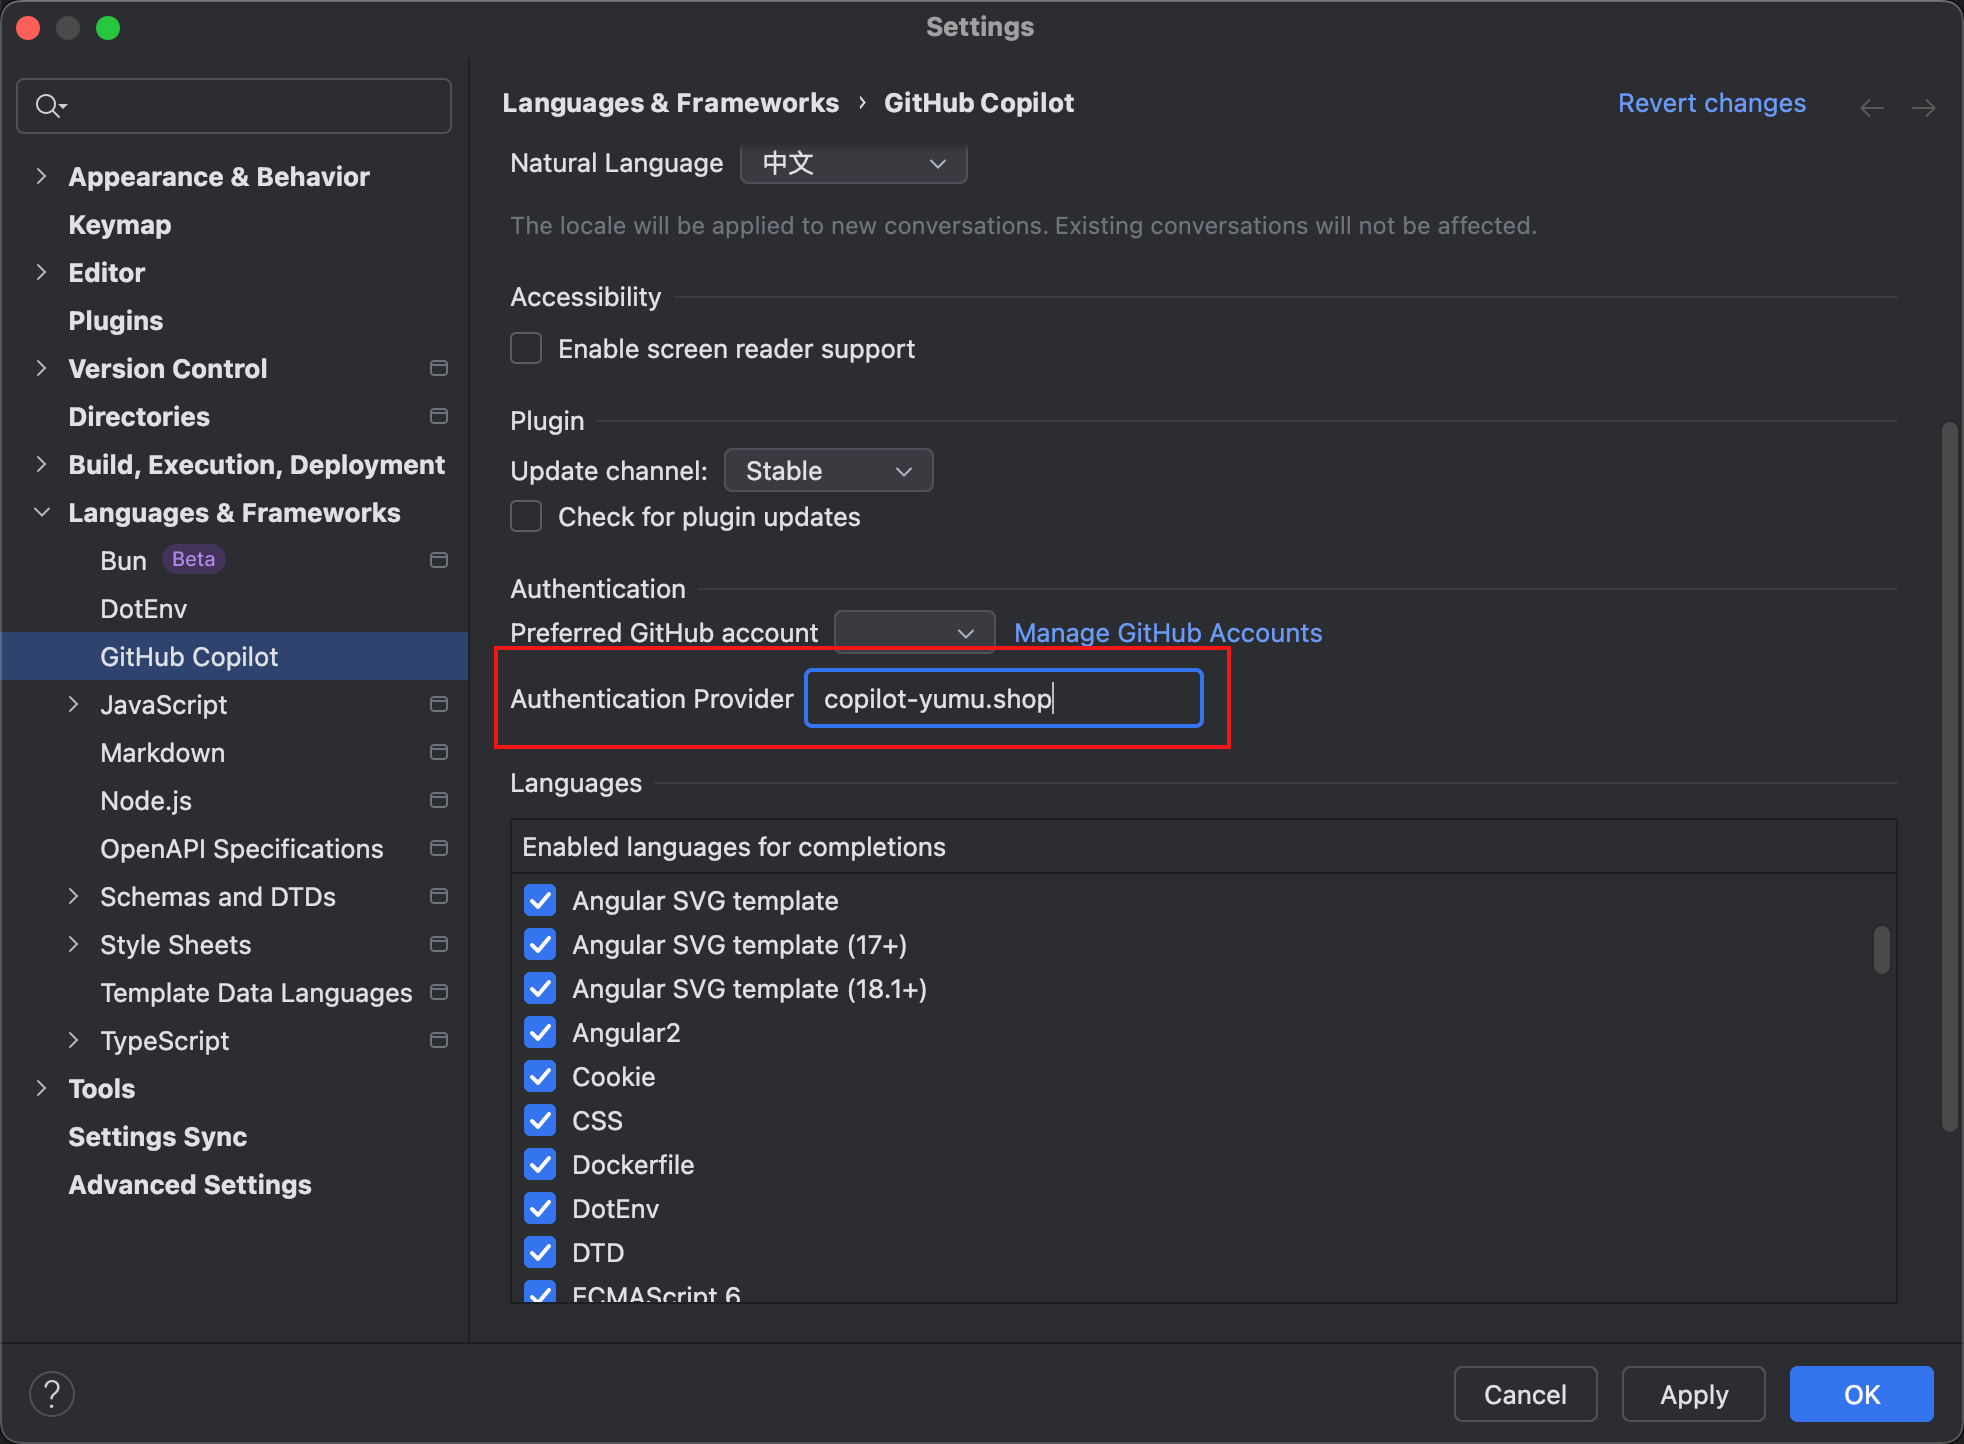 Settings
Appearance & Behavior
Keymap
Editor
Plugins
Version Control
Directories
Build, Execution, Deployment
Languages & Frameworks
Bun Beta
DotEnv
GitHub Copilot
JavaScript
Markdown
Node.js
OpenAPI Specifications
Schemas and DTDs
Style Sheets
Template Data Languages
TypeScript
Tools
Settings Sync
Advanced Settings
Languages & Frameworks › GitHub Copilot
Revert changes
Natural Language 中文
The locale will be applied to new conversations. Existing conversations will not be affected.
Accessibility
Enable screen reader support
Plugin
Update channel: Stable
Check for plugin updates
Authentication
Preferred GitHub account Manage GitHub Accounts
Authentication Provider copilot-yumu.shop
Languages
Enabled languages for completions
Angular SVG template
Angular SVG template (17+)
Angular SVG template (18.1+)
Angular2
Cookie
CSS
Dockerfile
DotEnv
DTD
ECMAScript 6
?
Cancel Apply OK